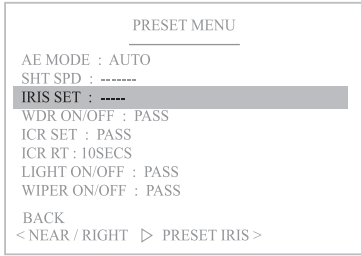 PRESET MENU
AE MODE : AUTO
SHT SPD : -------
IRIS SET : -----
WDR ON/OFF : PASS
ICR SET : PASS
ICR RT : 10SECS
LIGHT ON/OFF : PASS
WIPER ON/OFF : PASS
BACK
< NEAR / RIGHT ▷ PRESET IRIS >